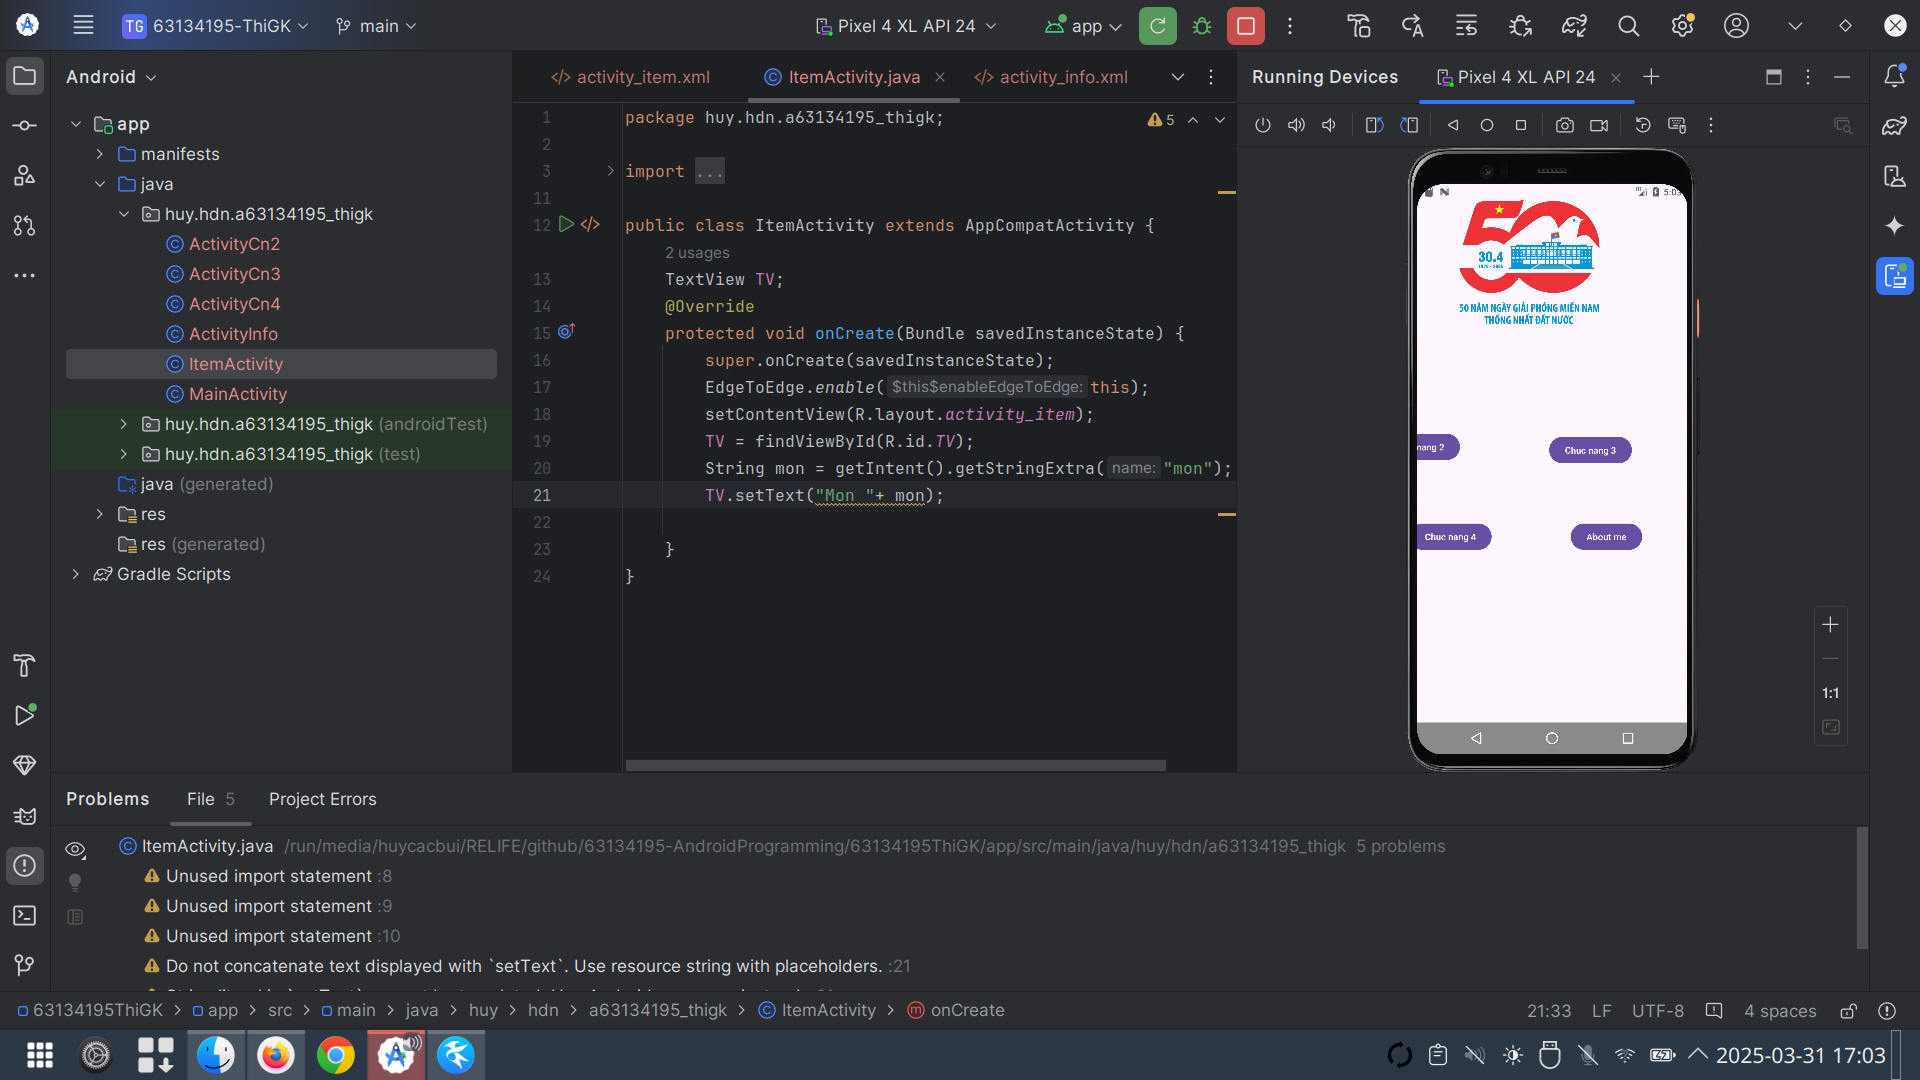 TG 63134195-ThiGK main Pixel 4 XL API 24 app
Android
app
manifests
java
huy.hdn.a63134195_thigk
ActivityCn2
ActivityCn3
ActivityCn4
ActivityInfo
ItemActivity
MainActivity
huy.hdn.a63134195_thigk (androidTest)
huy.hdn.a63134195_thigk (test)
java (generated)
res
res (generated)
Gradle Scripts
activity_item.xml ItemActivity.java activity_info.xml
5
1 package huy.hdn.a63134195_thigk;
2
3 import ...
11
12 public class ItemActivity extends AppCompatActivity {
2 usages
13 TextView TV;
14 @Override
15 protected void onCreate(Bundle savedInstanceState) {
16 super.onCreate(savedInstanceState);
17 EdgeToEdge.enable( $this$enableEdgeToEdge: this);
18 setContentView(R.layout.activity_item);
19 TV = findViewById(R.id.TV);
20 String mon = getIntent().getStringExtra( name: "mon");
21 TV.setText("Mon "+ mon);
22
23 }
24 }
Running Devices Pixel 4 XL API 24
50
30.4
1975 - 2025
50 NĂM NGÀY GIẢI PHÓNG MIỀN NAM
THỐNG NHẤT ĐẤT NƯỚC
nang 2 Chuc nang 3
Chuc nang 4 About me
1:1
Problems File 5 Project Errors
ItemActivity.java /run/media/huycacbui/RELIFE/github/63134195-AndroidProgramming/63134195ThiGK/app/src/main/java/huy/hdn/a63134195_thigk 5 problems
Unused import statement :8
Unused import statement :9
Unused import statement :10
Do not concatenate text displayed with `setText`. Use resource string with placeholders. :21
63134195ThiGK app src main java huy hdn a63134195_thigk ItemActivity onCreate
21:33 LF UTF-8 4 spaces
2025-03-31 17:03